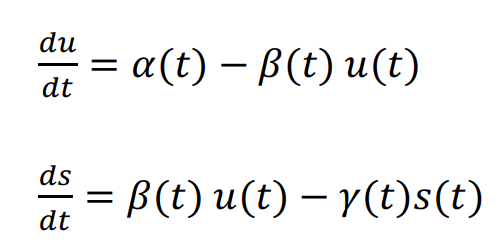 du/dt = α(t) − β(t) u(t)
ds/dt = β(t) u(t) − γ(t)s(t)